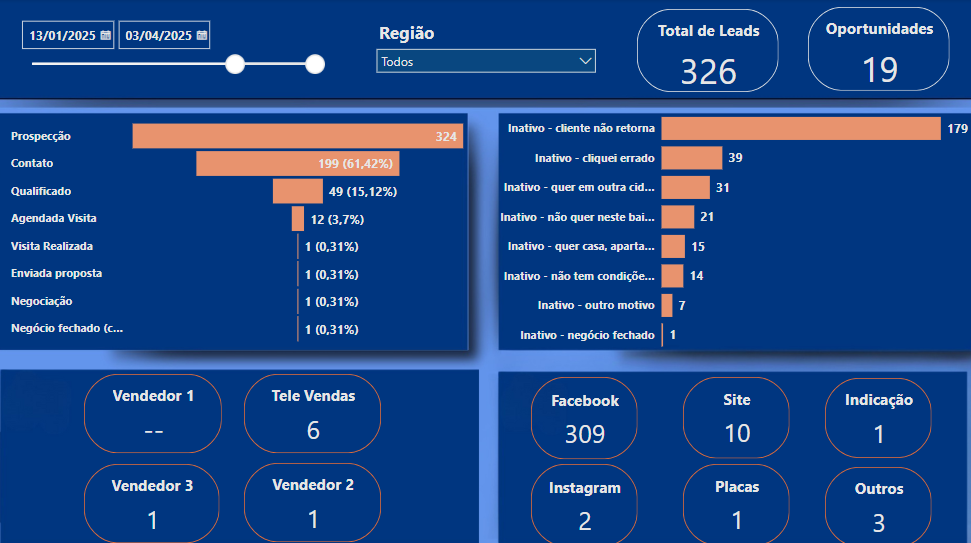 13/01/2025 03/04/2025
Região
Todos
Total de Leads
326
Oportunidades
19
Prospecção 324
Contato 199 (61,42%)
Qualificado 49 (15,12%)
Agendada Visita 12 (3,7%)
Visita Realizada 1 (0,31%)
Enviada proposta 1 (0,31%)
Negociação 1 (0,31%)
Negócio fechado (c... 1 (0,31%)
Inativo - cliente não retorna 179
Inativo - cliquei errado 39
Inativo - quer em outra cid... 31
Inativo - não quer neste bai... 21
Inativo - quer casa, aparta... 15
Inativo - não tem condiçõe... 14
Inativo - outro motivo 7
Inativo - negócio fechado 1
Vendedor 1
--
Tele Vendas
6
Vendedor 3
1
Vendedor 2
1
Facebook
309
Site
10
Indicação
1
Instagram
2
Placas
1
Outros
3